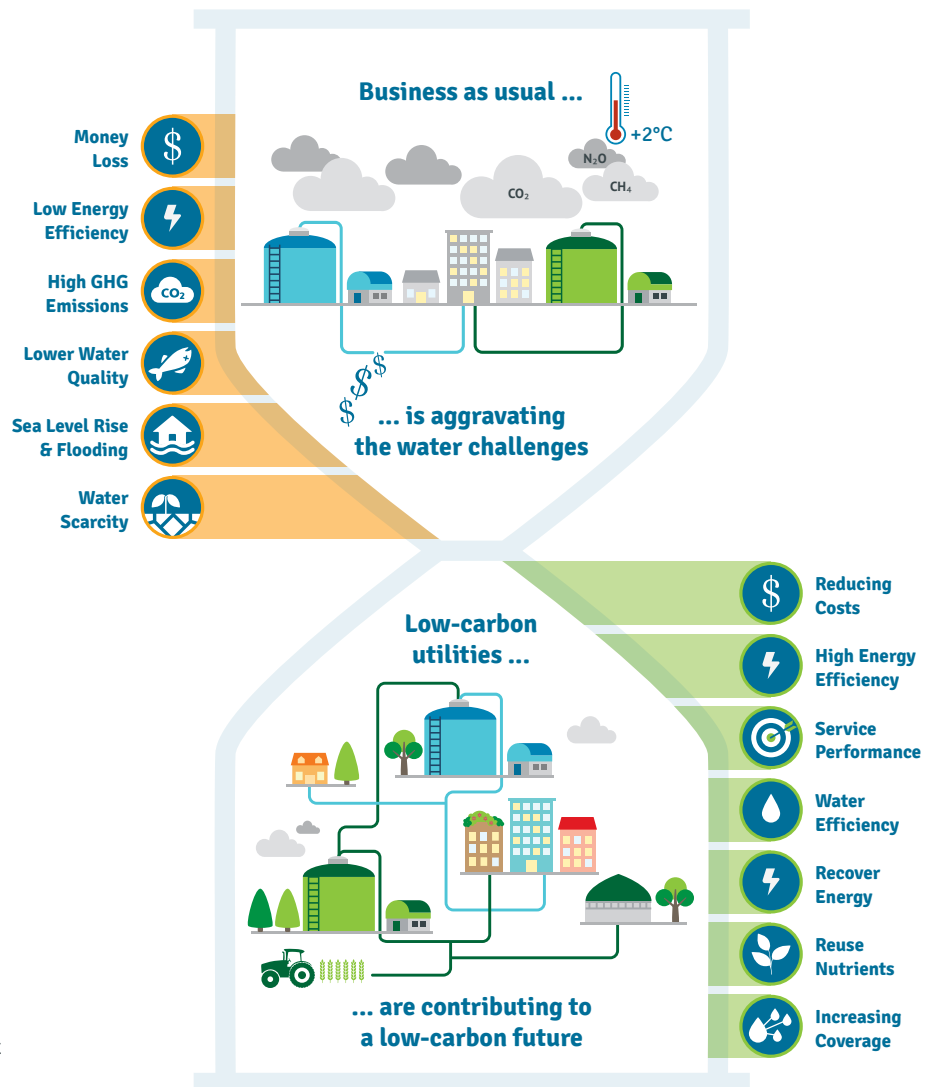 Business as usual ...
+2°C
N₂O
CH₄
CO₂
Money
Loss
$
Low Energy
Efficiency
High GHG
Emissions
CO₂
Lower Water
Quality
Sea Level Rise
& Flooding
Water
Scarcity
$
$
$
... is aggravating
the water challenges
Low-carbon
utilities ...
... are contributing to
a low-carbon future
$
Reducing
Costs
High Energy
Efficiency
Service
Performance
Water
Efficiency
Recover
Energy
Reuse
Nutrients
Increasing
Coverage